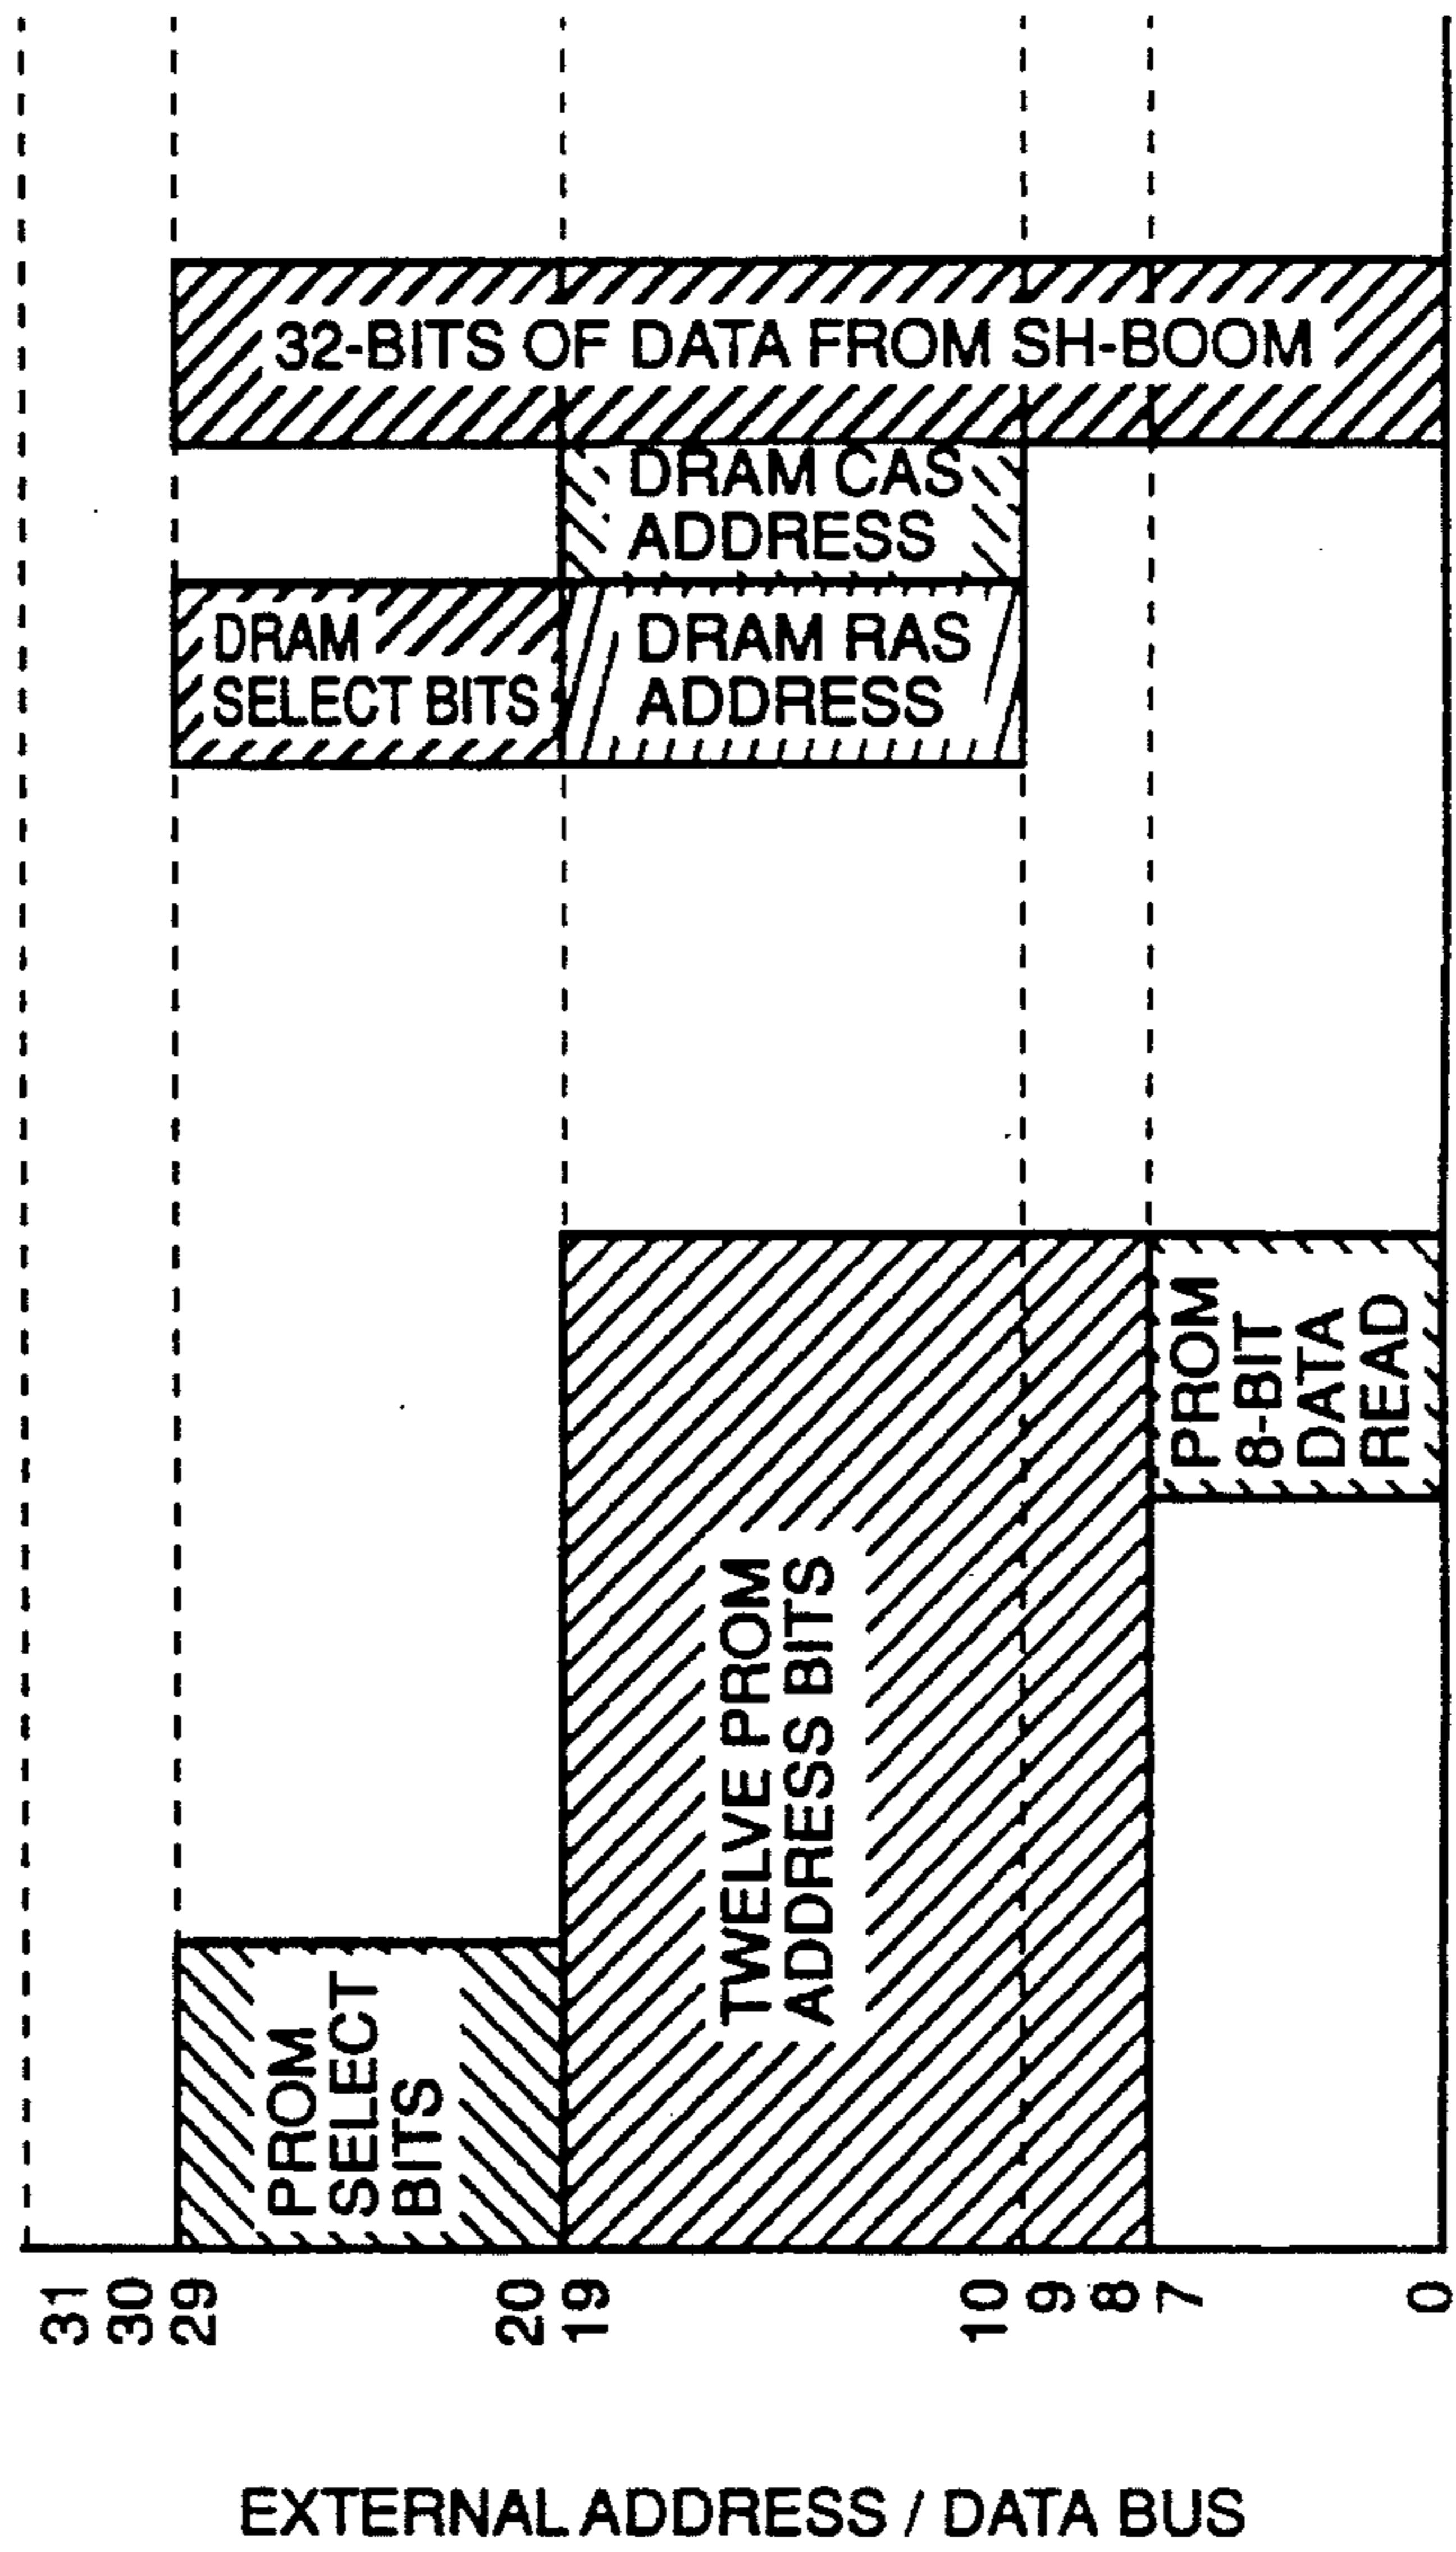 32-BITS OF DATA FROM SH-BOOM
DRAM CAS
ADDRESS
DRAM
SELECT BITS
DRAM RAS
ADDRESS
PROM
8-BIT
DATA
READ
TWELVE PROM
ADDRESS BITS
PROM
SELECT
BITS
31
30
29
20
19
10
9
8
7
0
EXTERNAL ADDRESS / DATA BUS